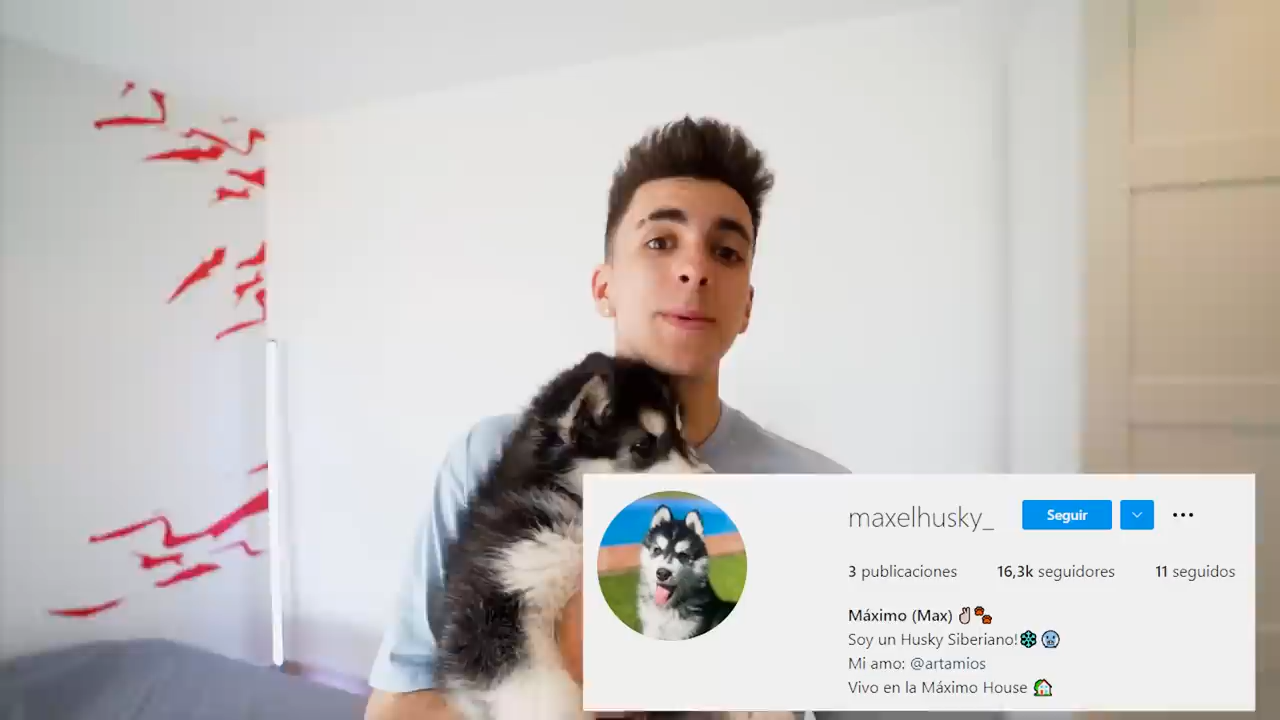 maxelhusky_ Seguir
3 publicaciones 16,3k seguidores 11 seguidos
Máximo (Max) ✌🏻🐾
Soy un Husky Siberiano!❄️🐺
Mi amo: @artamios
Vivo en la Máximo House 🏡